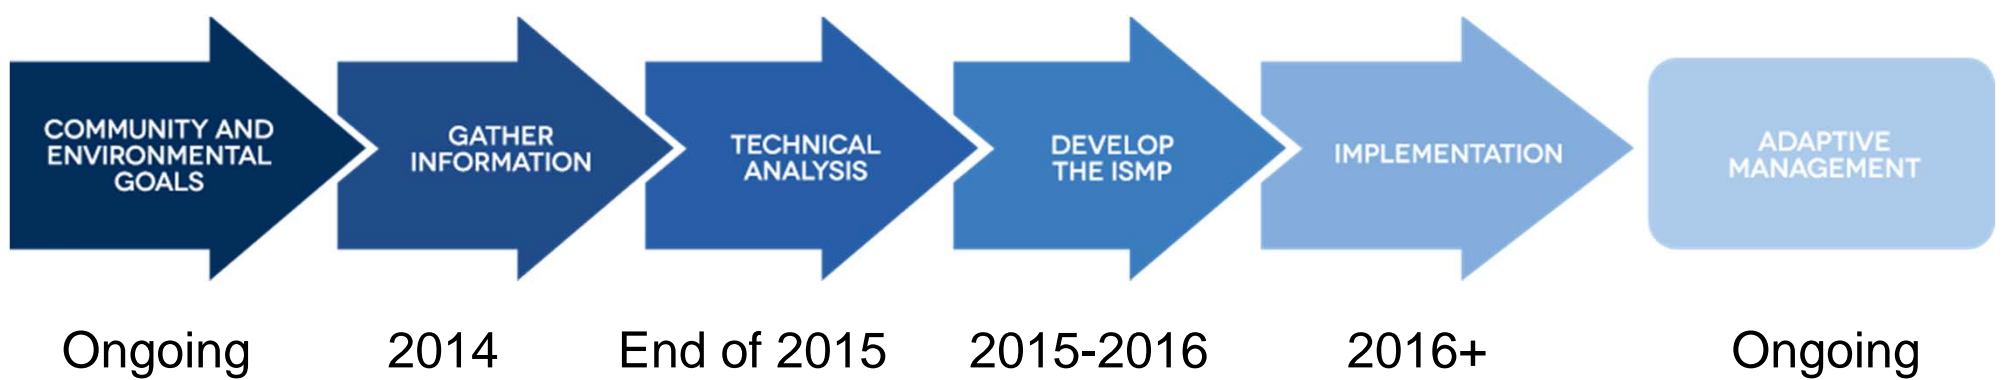 COMMUNITY AND
ENVIRONMENTAL
GOALS
GATHER
INFORMATION
TECHNICAL
ANALYSIS
DEVELOP
THE ISMP
IMPLEMENTATION
ADAPTIVE
MANAGEMENT
Ongoing
2014
End of 2015
2015-2016
2016+
Ongoing